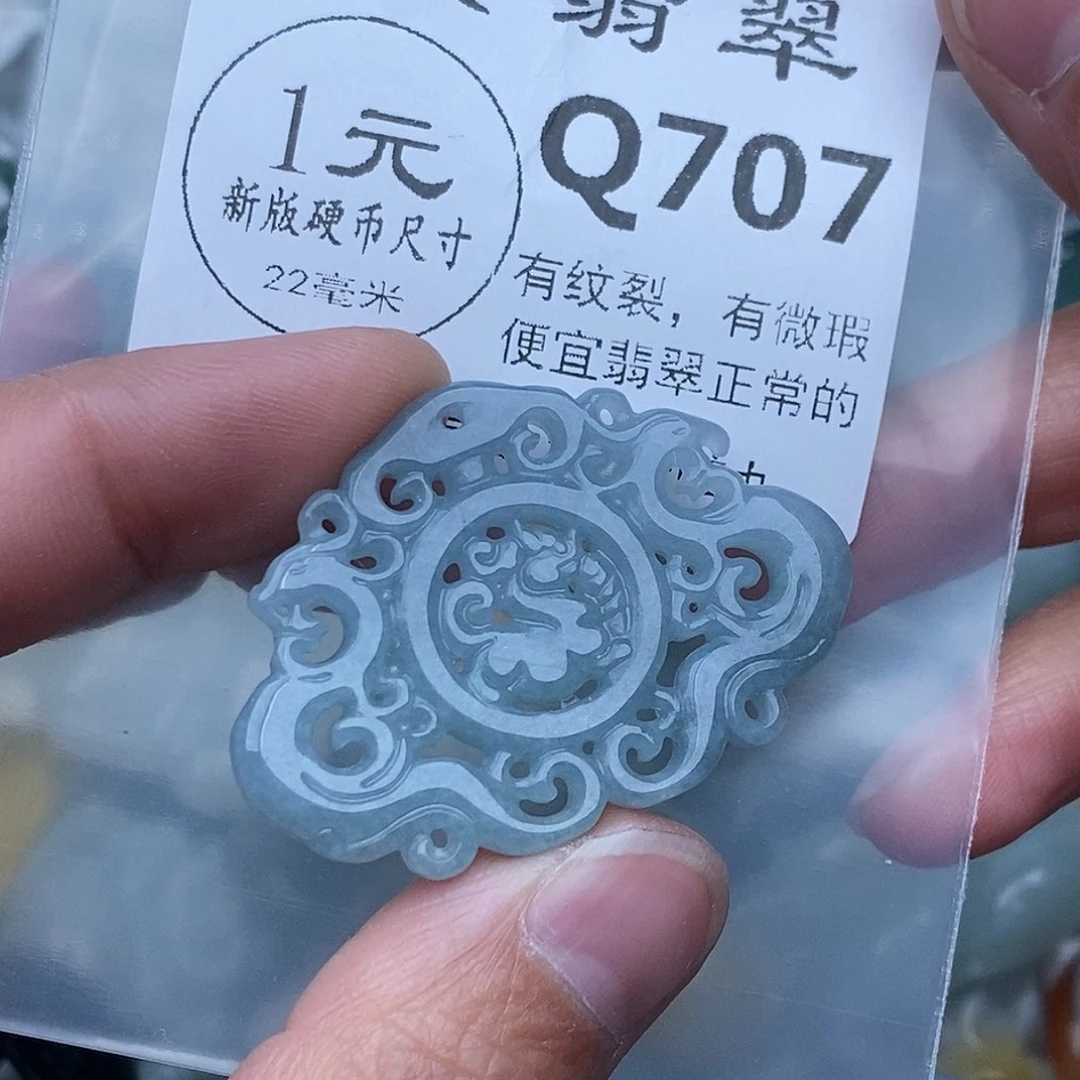 翡翠
1元
新版硬币尺寸
22毫米
Q707
有纹裂，有微瑕
便宜翡翠正常的